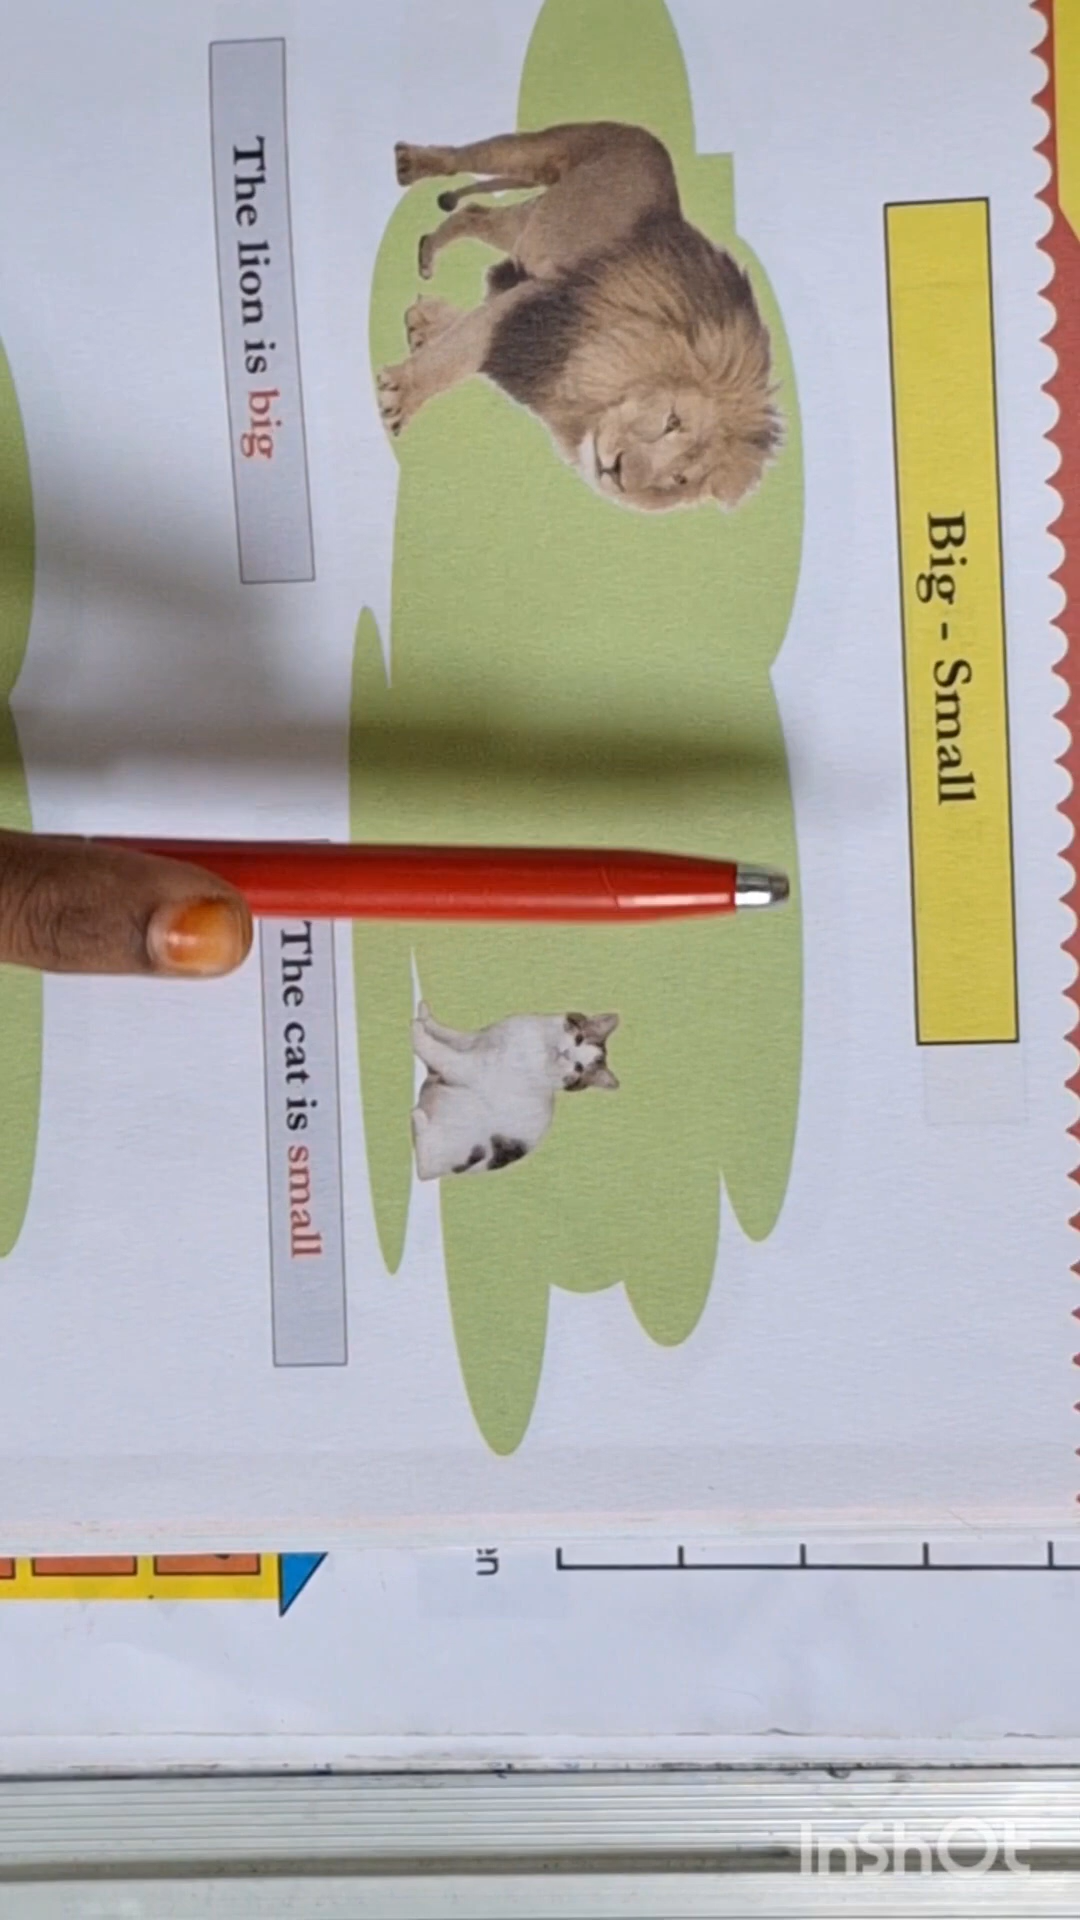 Big - Small
The lion is big
The cat is small
InShOt